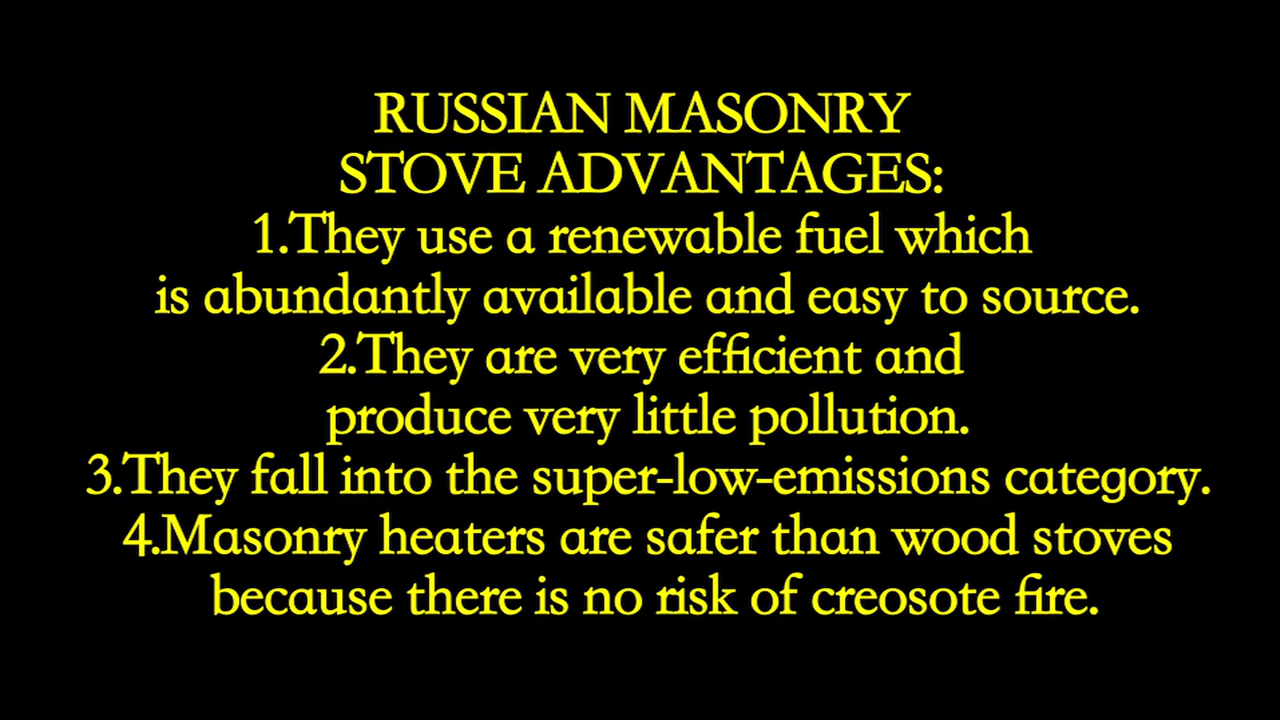 RUSSIAN MASONRY
STOVE ADVANTAGES:
1.They use a renewable fuel which
is abundantly available and easy to source.
2.They are very efficient and
produce very little pollution.
3.They fall into the super-low-emissions category.
4.Masonry heaters are safer than wood stoves
because there is no risk of creosote fire.